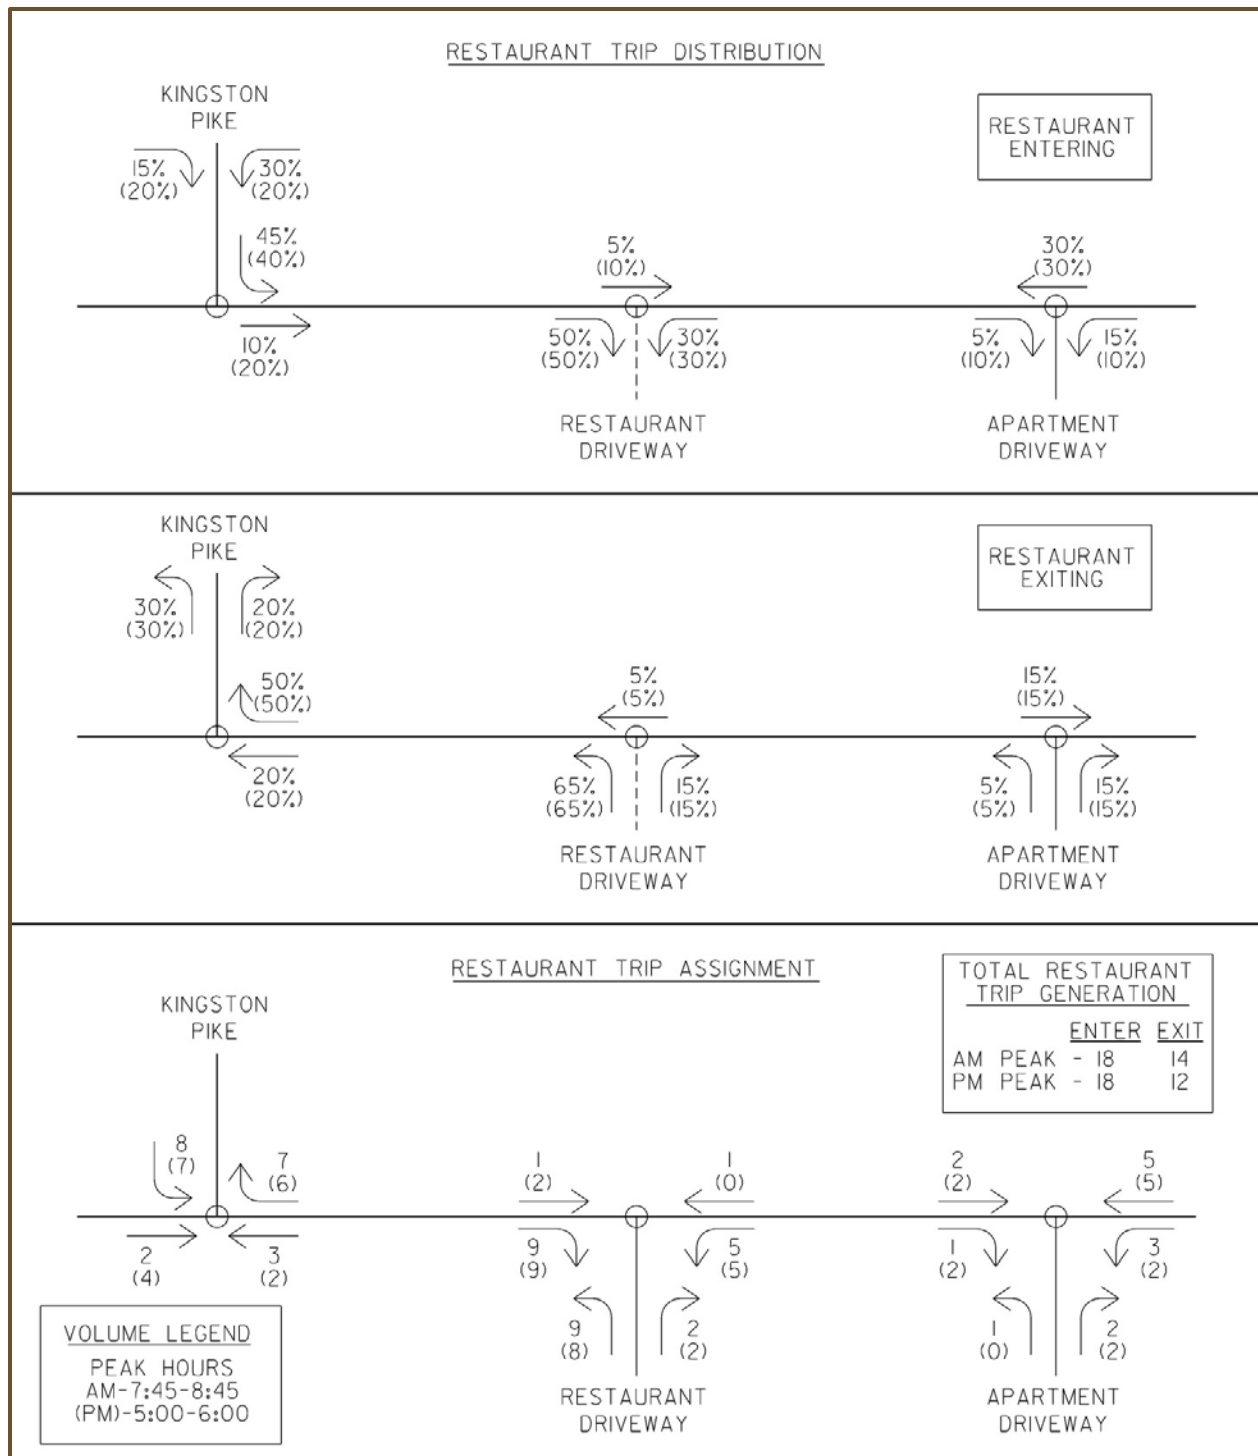 RESTAURANT TRIP DISTRIBUTION
KINGSTON
PIKE
RESTAURANT
ENTERING
15%
(20%)
30%
(20%)
45%
(40%)
10%
(20%)
5%
(10%)
50%
(50%)
30%
(30%)
30%
(30%)
5%
(10%)
15%
(10%)
RESTAURANT
DRIVEWAY
APARTMENT
DRIVEWAY
KINGSTON
PIKE
RESTAURANT
EXITING
30%
(30%)
20%
(20%)
50%
(50%)
20%
(20%)
5%
(5%)
65%
(65%)
15%
(15%)
15%
(15%)
5%
(5%)
15%
(15%)
RESTAURANT
DRIVEWAY
APARTMENT
DRIVEWAY
RESTAURANT TRIP ASSIGNMENT
TOTAL RESTAURANT
TRIP GENERATION
ENTER EXIT
AM PEAK - 18 14
PM PEAK - 18 12
KINGSTON
PIKE
8
(7)
7
(6)
2
(4)
3
(2)
1
(2)
1
(0)
9
(9)
5
(5)
9
(8)
2
(2)
2
(2)
5
(5)
1
(2)
3
(2)
1
(0)
2
(2)
RESTAURANT
DRIVEWAY
APARTMENT
DRIVEWAY
VOLUME LEGEND
PEAK HOURS
AM-7:45-8:45
(PM)-5:00-6:00